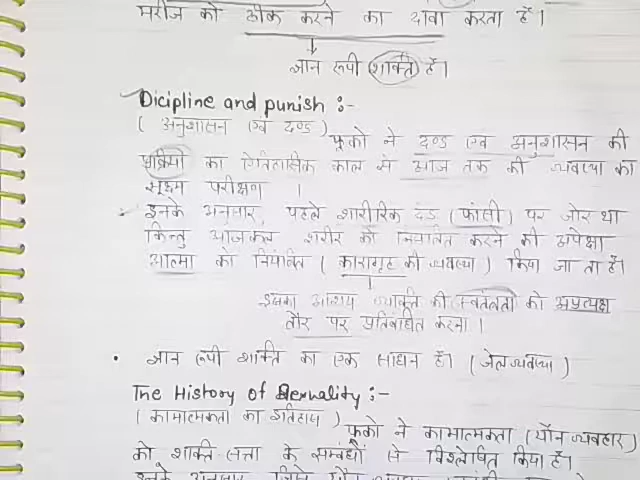 मरीज को ठीक करने का दावा करता है।
ज्ञान रूपी शक्ति है।
Dicipline and punish :-
( अनुशासन एवं दण्ड ) फूको ने दण्ड एवं अनुशासन की
प्रक्रिया का ऐतिहासिक काल से आज तक की व्यवस्था का
सूक्ष्म परीक्षण ।
इनके अनुसार, पहले शारीरिक दंड (फांसी) पर जोर था
किन्तु आजकल शरीर को नियंत्रित करने की अपेक्षा
आत्मा को नियंत्रित ( कारागृह की व्यवस्था ) किया जाता है।
इसका आशय व्यक्ति की स्वतंत्रता को अप्रत्यक्ष
तौर पर प्रतिबंधित करना ।
• ज्ञान रूपी शक्ति का एक साधन है। (जेल व्यवस्था )
The History of Sexuality :-
( कामात्मकता का इतिहास ) फूको ने कामात्मकता (यौन व्यवहार)
को शक्ति-सत्ता के सम्बंधों से विश्लेषित किया है।
इनके अनुसार